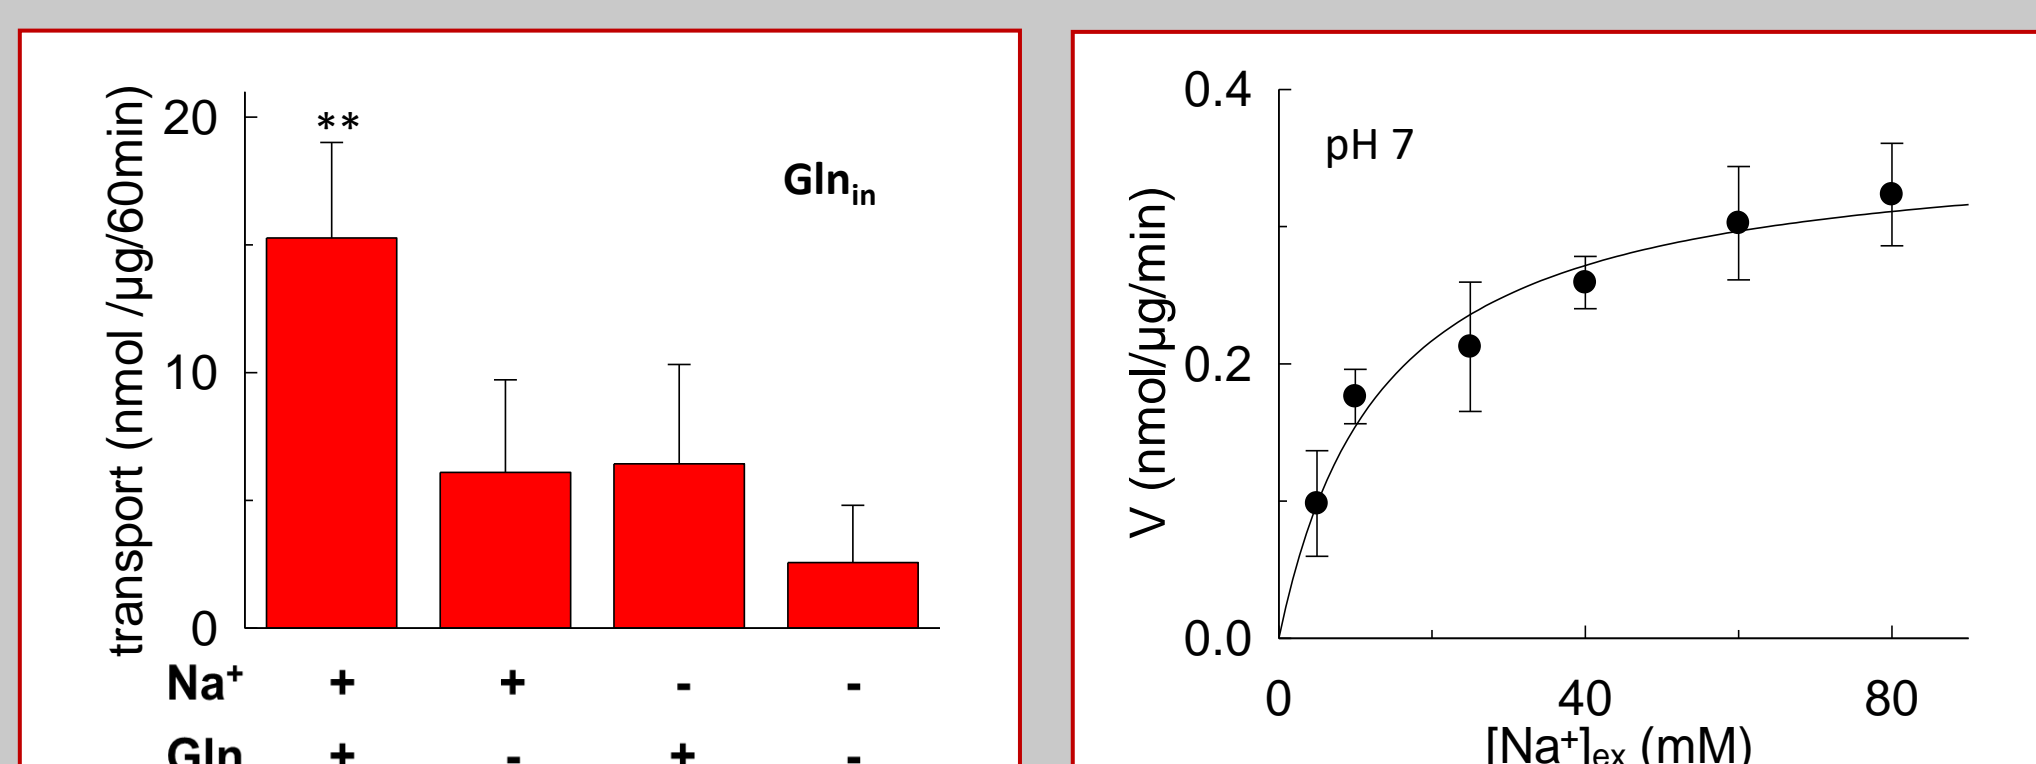 transport (nmol /µg/60min)
20
10
0
**
Gln_in
Na⁺ + + - -
Gln + - + -
V (nmol/µg/min)
0.4
0.2
0.0
pH 7
0 40 80
[Na⁺]ₑₓ (mM)